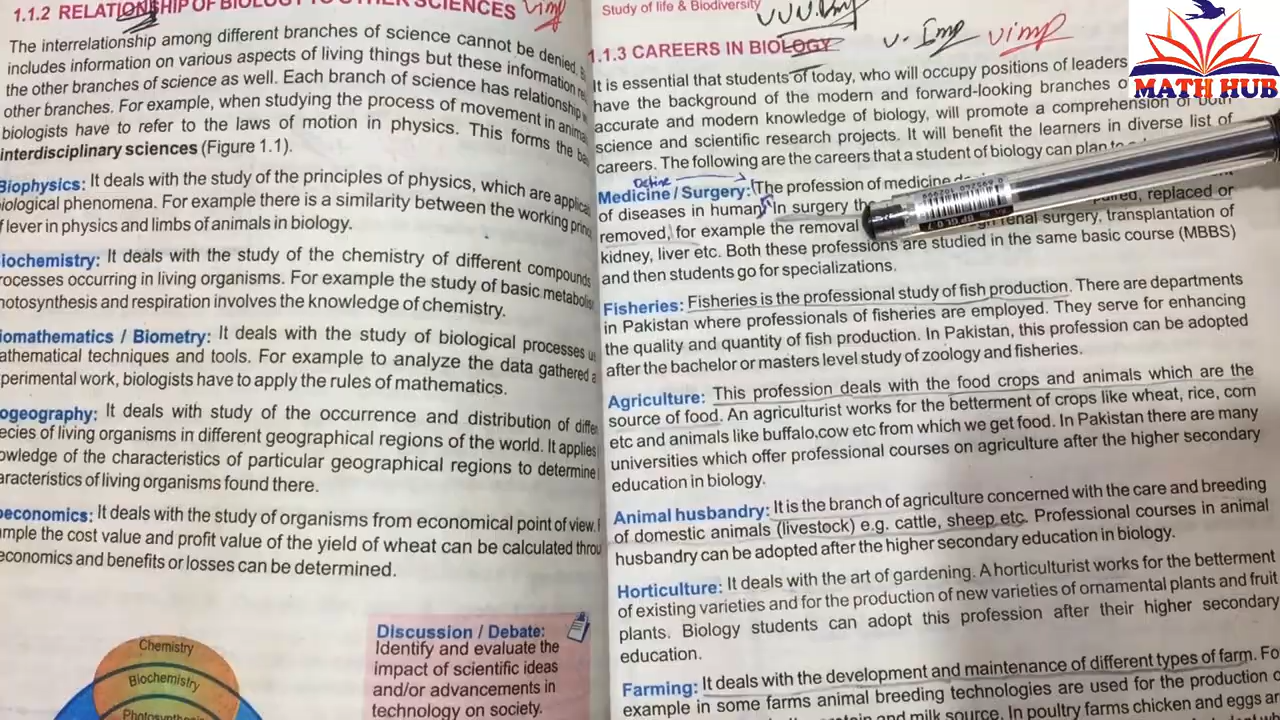 1.1.2 RELATIONSHIP OF BIOLOGY TO OTHER SCIENCES
Vimp
The interrelationship among different branches of science cannot be denied.
includes information on various aspects of living things but these information
the other branches of science as well. Each branch of science has relationship
other branches. For example, when studying the process of movement in
biologists have to refer to the laws of motion in physics. This forms the
interdisciplinary sciences (Figure 1.1).
Biophysics: It deals with the study of the principles of physics, which are
biological phenomena. For example there is a similarity between the working
of lever in physics and limbs of animals in biology.
iochemistry: It deals with the study of the chemistry of different compounds
rocesses occurring in living organisms. For example the study of basic
hotosynthesis and respiration involves the knowledge of chemistry.
iomathematics / Biometry: It deals with the study of biological processes
athematical techniques and tools. For example to analyze the data gathered
perimental work, biologists have to apply the rules of mathematics.
ogeography: It deals with study of the occurrence and distribution of
ecies of living organisms in different geographical regions of the world. It applies
owledge of the characteristics of particular geographical regions to determine
aracteristics of living organisms found there.
oeconomics: It deals with the study of organisms from economical point of view.
ample the cost value and profit value of the yield of wheat can be calculated
economics and benefits or losses can be determined.
Chemistry
Biochemistry
Discussion / Debate:
Identify and evaluate the
impact of scientific ideas
and/or advancements in
technology on society.
Study of life & Biodiversity
1.1.3 CAREERS IN BIOLOGY
V. Imp Vimp
It is essential that students of today, who will occupy positions of leaders
have the background of the modern and forward-looking branches
accurate and modern knowledge of biology, will promote a comprehension of both
science and scientific research projects. It will benefit the learners in diverse list of
careers. The following are the careers that a student of biology can plan to
Define
Medicine / Surgery: The profession of medicine
of diseases in human. In surgery the replaced or
removed, for example the removal renal surgery, transplantation of
kidney, liver etc. Both these professions are studied in the same basic course (MBBS)
and then students go for specializations.
Fisheries: Fisheries is the professional study of fish production. There are departments
in Pakistan where professionals of fisheries are employed. They serve for enhancing
the quality and quantity of fish production. In Pakistan, this profession can be adopted
after the bachelor or masters level study of zoology and fisheries.
Agriculture: This profession deals with the food crops and animals which are the
source of food. An agriculturist works for the betterment of crops like wheat, rice, corn
etc and animals like buffalo,cow etc from which we get food. In Pakistan there are many
universities which offer professional courses on agriculture after the higher secondary
education in biology.
Animal husbandry: It is the branch of agriculture concerned with the care and breeding
of domestic animals (livestock) e.g. cattle, sheep etc. Professional courses in animal
husbandry can be adopted after the higher secondary education in biology.
Horticulture: It deals with the art of gardening. A horticulturist works for the betterment
of existing varieties and for the production of new varieties of ornamental plants and fruit
plants. Biology students can adopt this profession after their higher secondary
education.
Farming: It deals with the development and maintenance of different types of farm. Fo
example in some farms animal breeding technologies are used for the production
and milk source. In poultry farms chicken and eggs
MATH HUB